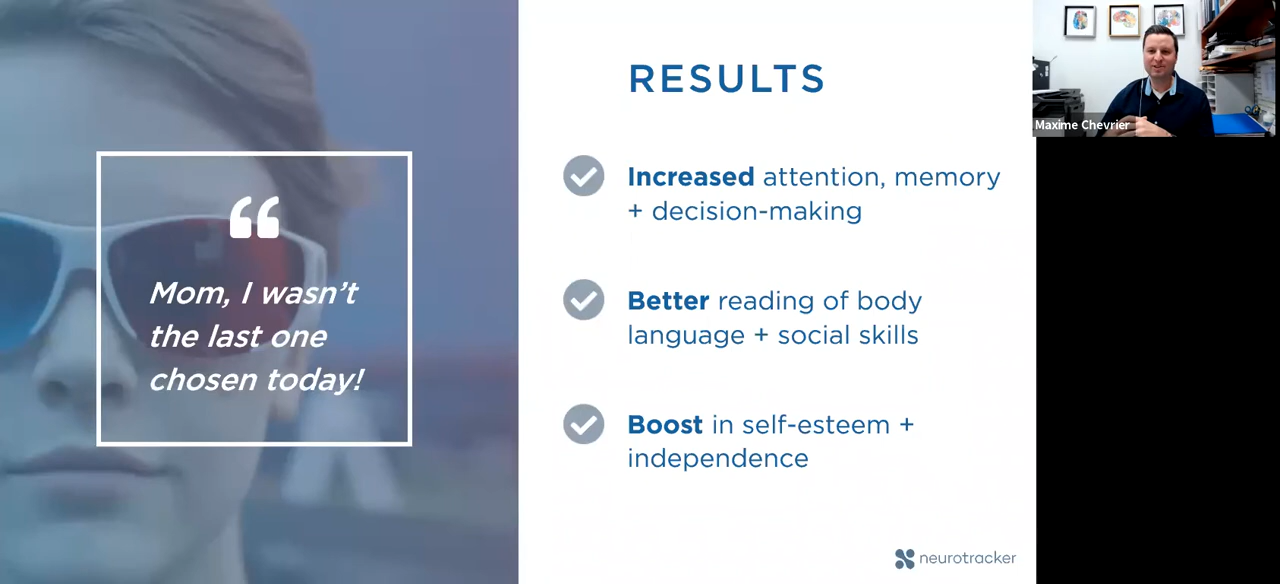 “
Mom, I wasn't
the last one
chosen today!
RESULTS
Increased attention, memory
+ decision-making
Better reading of body
language + social skills
Boost in self-esteem +
independence
neurotracker
Maxime Chevrier